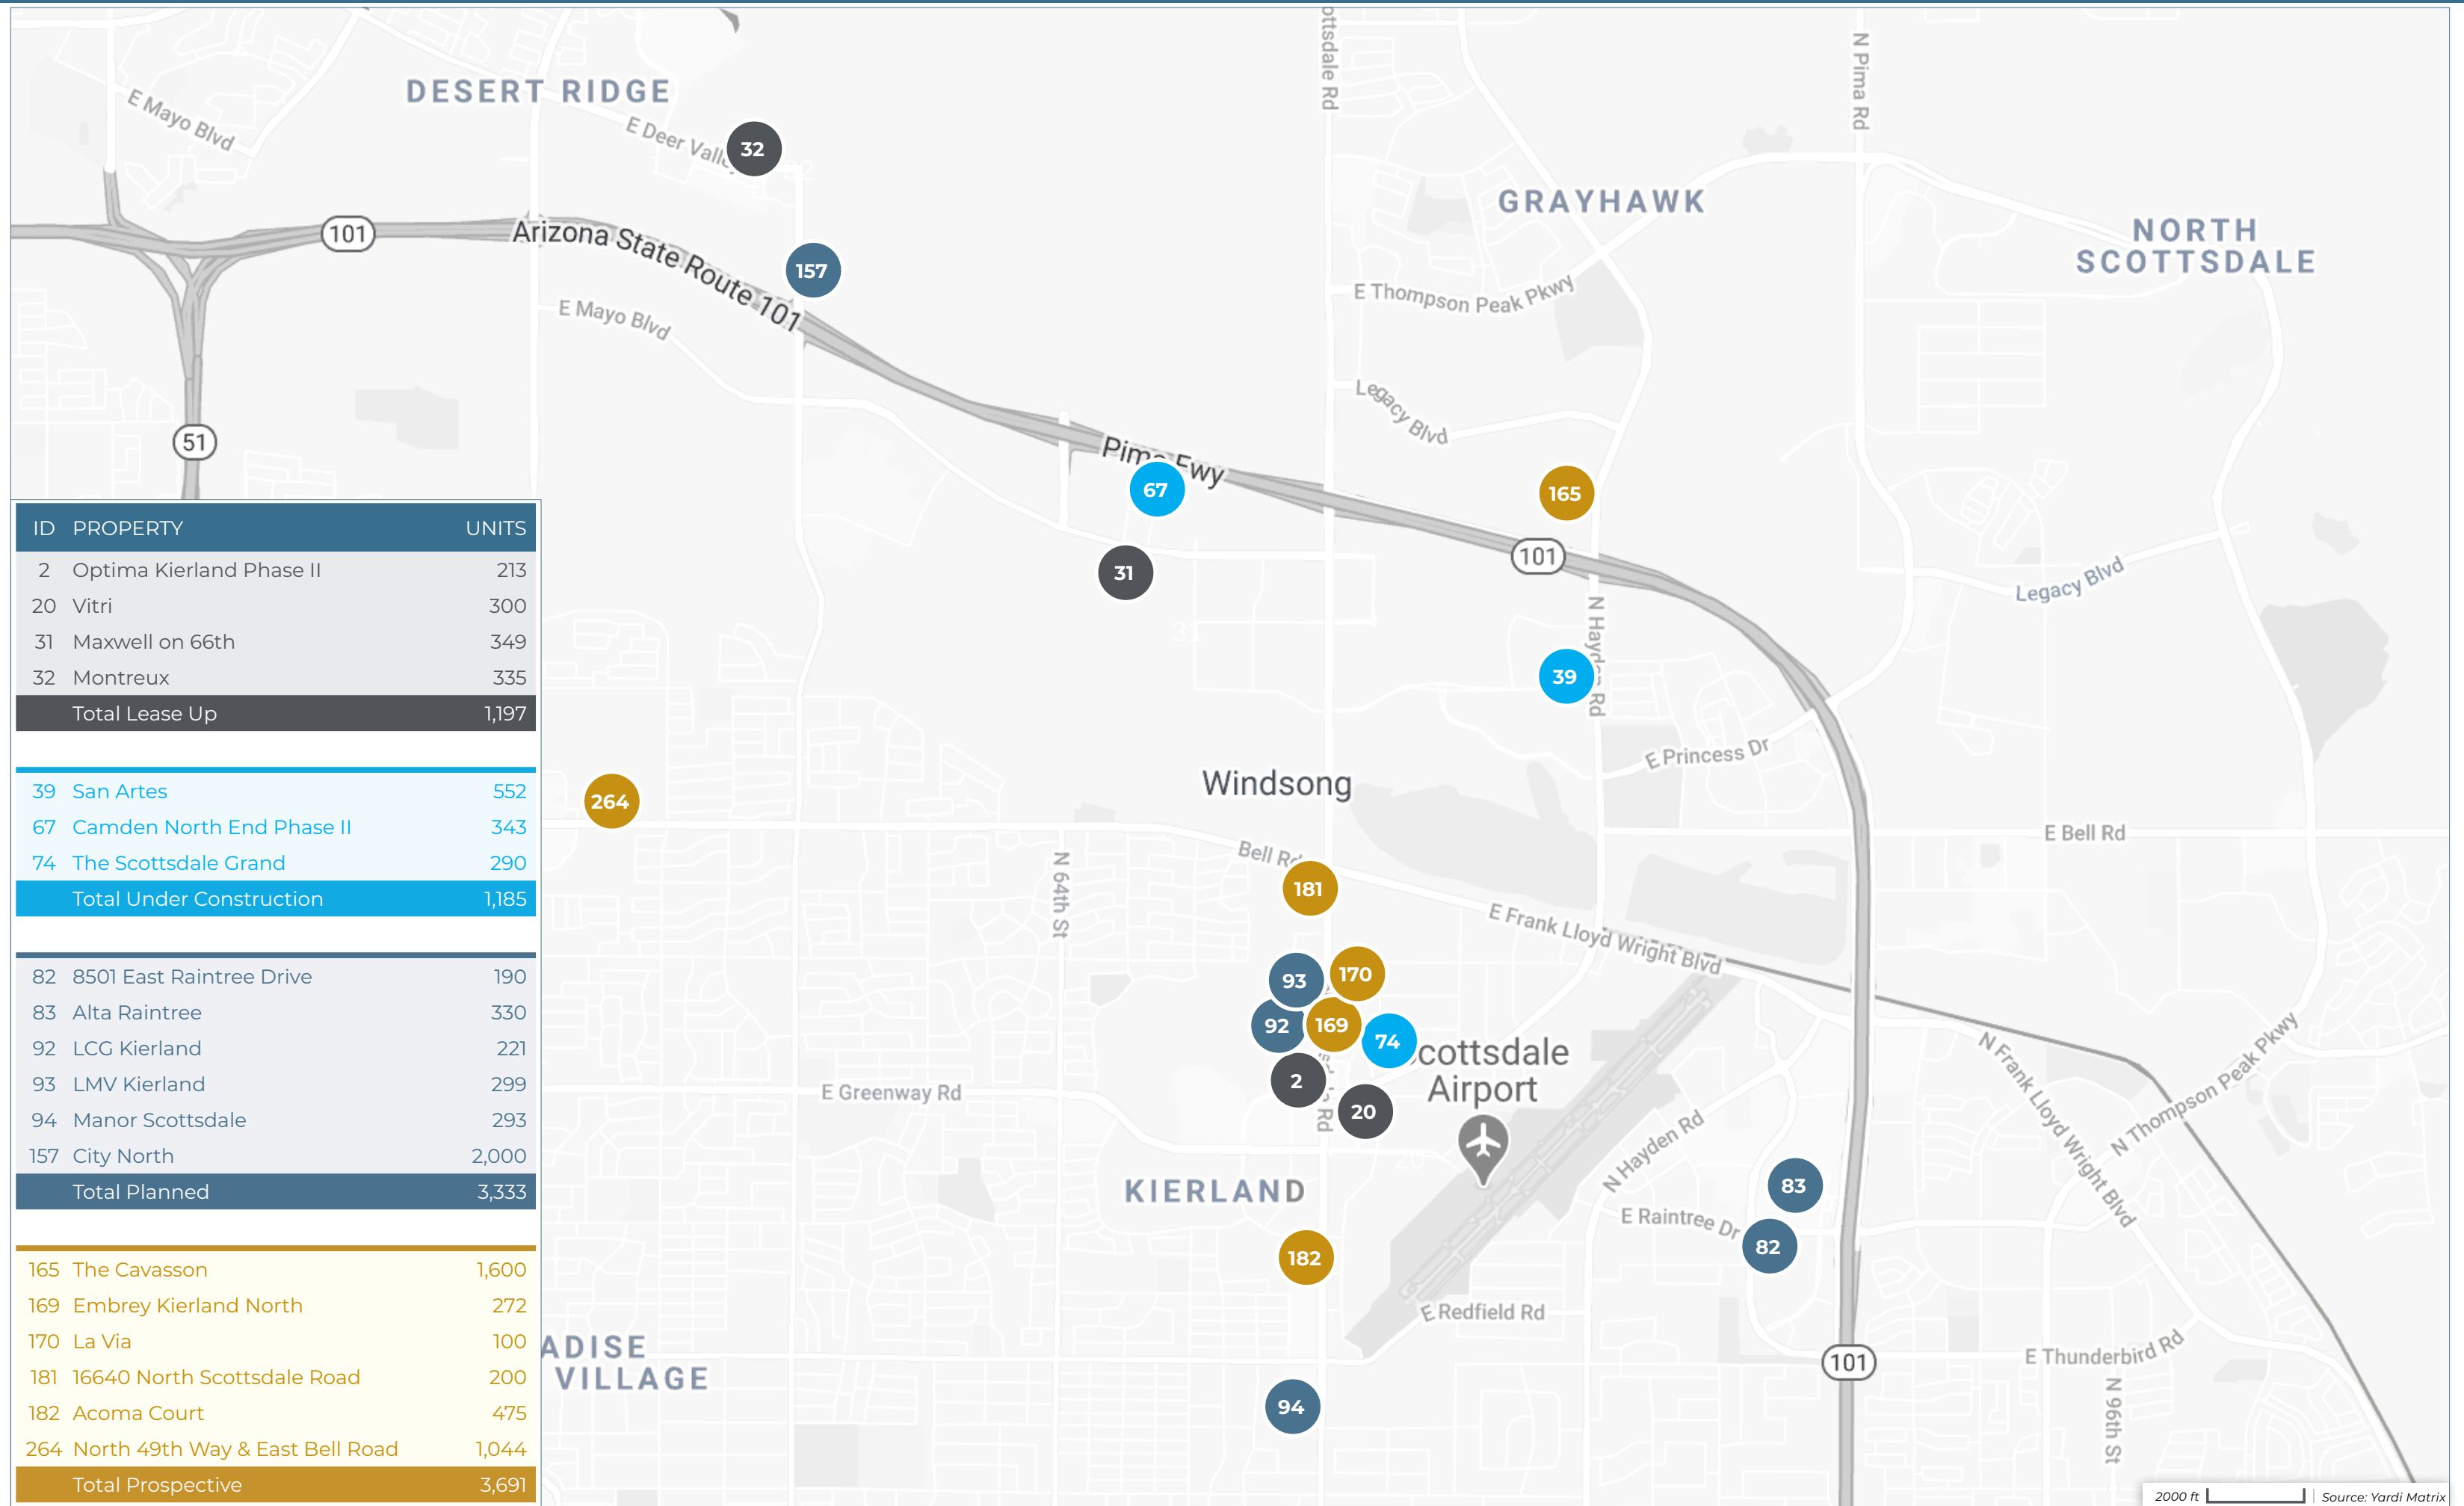 ottsdale Rd
N Pima Rd
DESERT RIDGE
E Mayo Blvd
E Deer Valle
32
32
GRAYHAWK
NORTH
SCOTTSDALE
101
Arizona State Route 101
157
E Thompson Peak Pkwy
E Mayo Blvd
Legacy Blvd
51
Pima Fwy
67
165
101
31
31
Legacy Blvd
N Hayden Rd
39
E Princess Dr
Windsong
264
E Bell Rd
Bell Rd
N 64th St
181
E Frank Lloyd Wright Blvd
93
170
92
169
74
cottsdale
Airport
2
Rd
20
20
E Greenway Rd
N Frank Lloyd Wright Blvd
N Thompson Peak Pkwy
N Hayden Rd
KIERLAND
83
E Raintree Dr
82
182
E Redfield Rd
ADISE
VILLAGE
101
E Thunderbird Rd
N 96th St
94
ID PROPERTY UNITS
2 Optima Kierland Phase II 213
20 Vitri 300
31 Maxwell on 66th 349
32 Montreux 335
Total Lease Up 1,197
39 San Artes 552
67 Camden North End Phase II 343
74 The Scottsdale Grand 290
Total Under Construction 1,185
82 8501 East Raintree Drive 190
83 Alta Raintree 330
92 LCG Kierland 221
93 LMV Kierland 299
94 Manor Scottsdale 293
157 City North 2,000
Total Planned 3,333
165 The Cavasson 1,600
169 Embrey Kierland North 272
170 La Via 100
181 16640 North Scottsdale Road 200
182 Acoma Court 475
264 North 49th Way & East Bell Road 1,044
Total Prospective 3,691
2000 ft | Source: Yardi Matrix